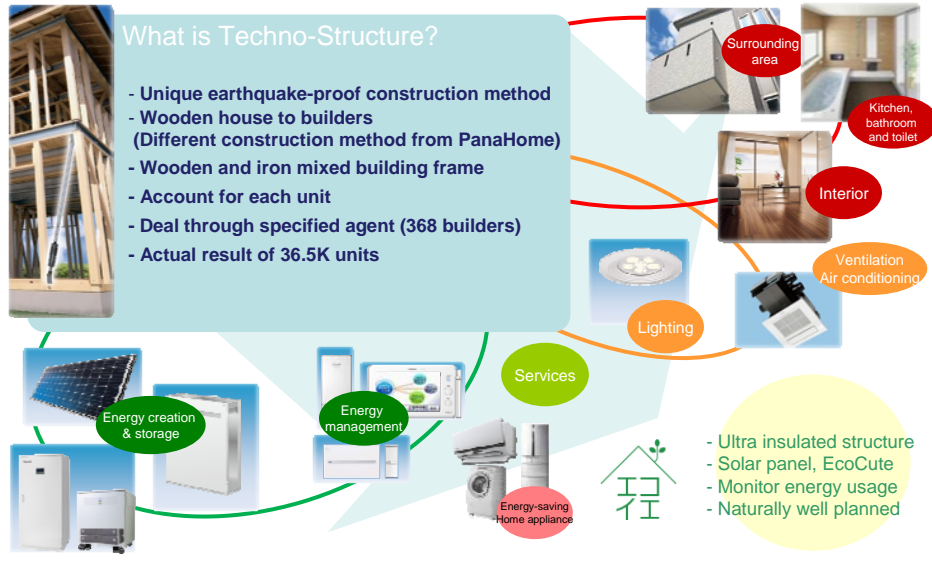 What is Techno-Structure?
- Unique earthquake-proof construction method
- Wooden house to builders
(Different construction method from PanaHome)
- Wooden and iron mixed building frame
- Account for each unit
- Deal through specified agent (368 builders)
- Actual result of 36.5K units
Surrounding
area
Kitchen,
bathroom
and toilet
Interior
Ventilation
Air conditioning
Lighting
Services
Energy creation
& storage
Energy
management
Energy-saving
Home appliance
エコ
イエ
- Ultra insulated structure
- Solar panel, EcoCute
- Monitor energy usage
- Naturally well planned